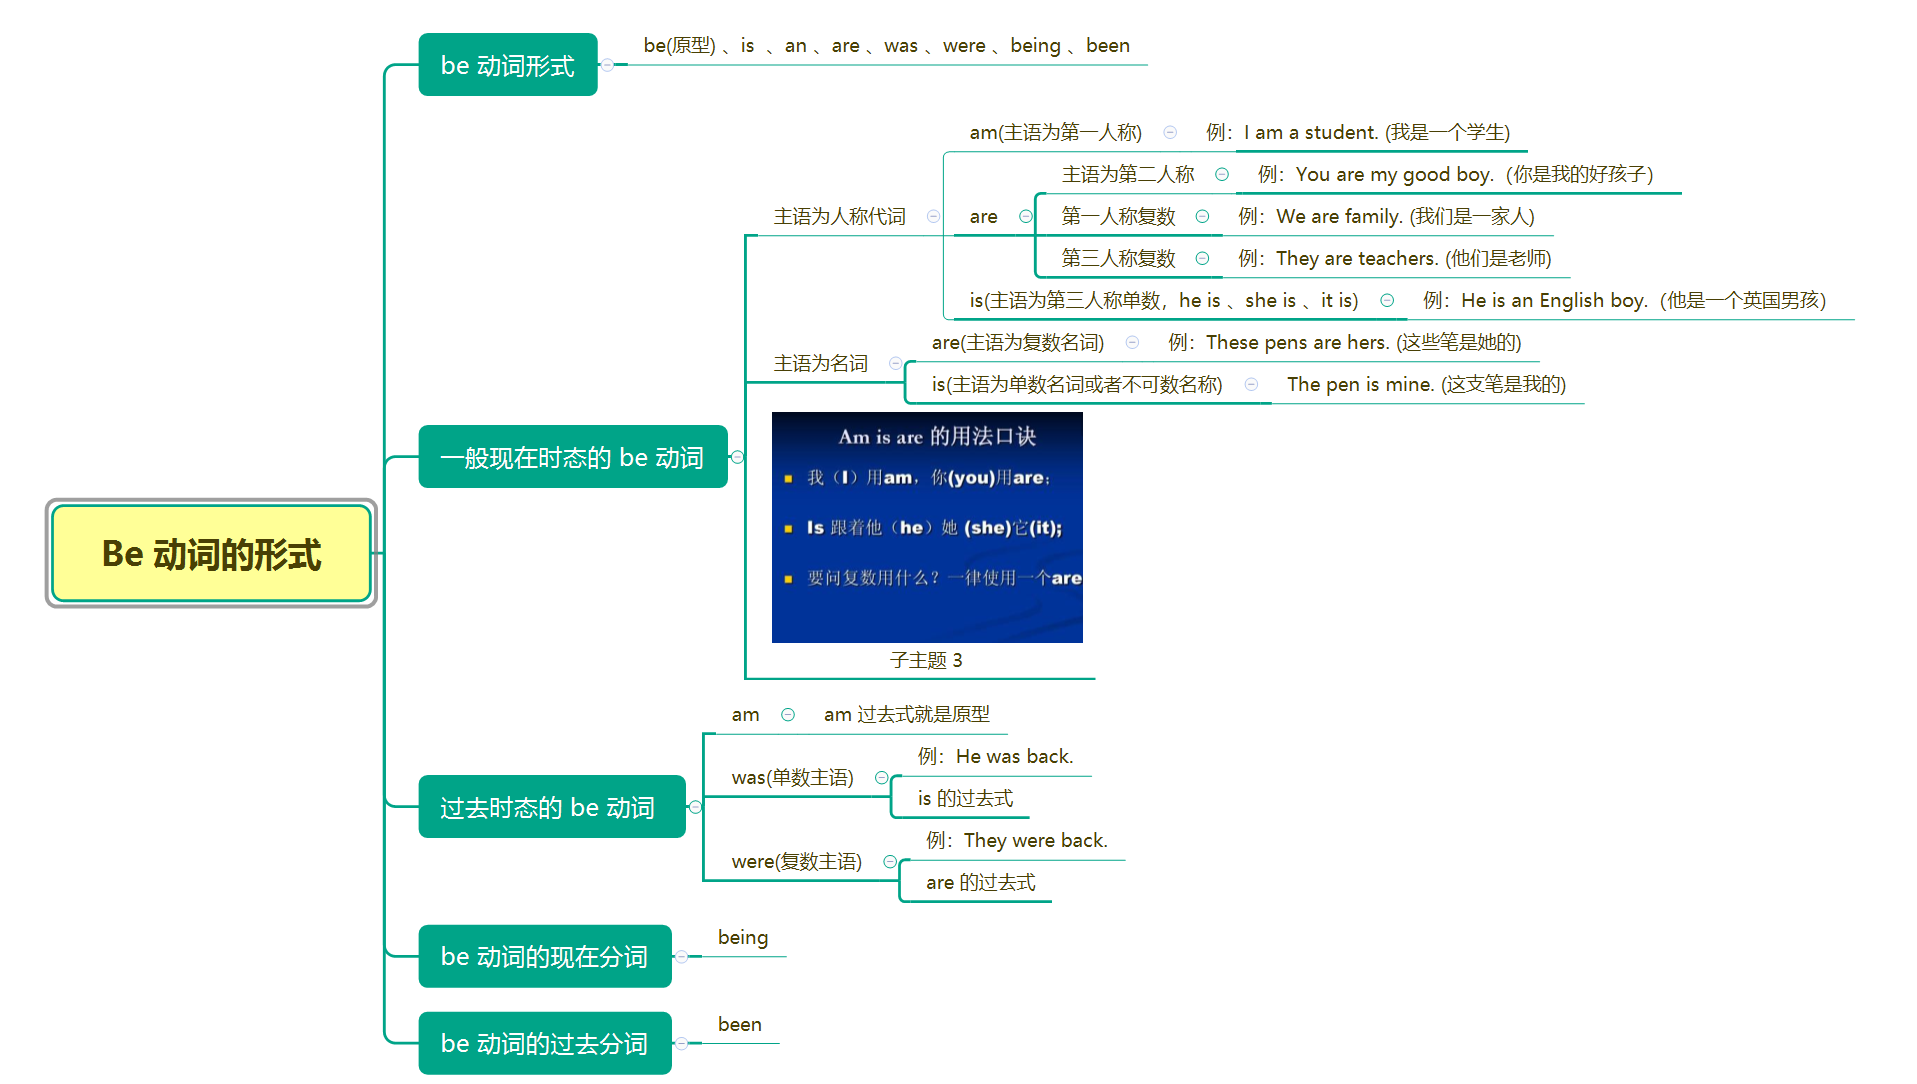 Be 动词的形式
be 动词形式
be(原型) 、is 、an 、are 、was 、were 、being 、been
一般现在时态的 be 动词
主语为人称代词
am(主语为第一人称)
例：I am a student. (我是一个学生)
are
主语为第二人称
例：You are my good boy.  (你是我的好孩子)
第一人称复数
例：We are family. (我们是一家人)
第三人称复数
例：They are teachers. (他们是老师)
is(主语为第三人称单数，he is 、she is 、it is)
例：He is an English boy.  (他是一个英国男孩)
主语为名词
are(主语为复数名词)
例：These pens are hers. (这些笔是她的)
is(主语为单数名词或者不可数名称)
The pen is mine. (这支笔是我的)
Am is are 的用法口诀
我（I）用am，你(you)用are；
Is 跟着他（he）她 (she)它(it);
要问复数用什么？一律使用一个are
子主题 3
过去时态的 be 动词
am
am 过去式就是原型
was(单数主语)
例：He was back.
is 的过去式
were(复数主语)
例：They were back.
are 的过去式
be 动词的现在分词
being
be 动词的过去分词
been